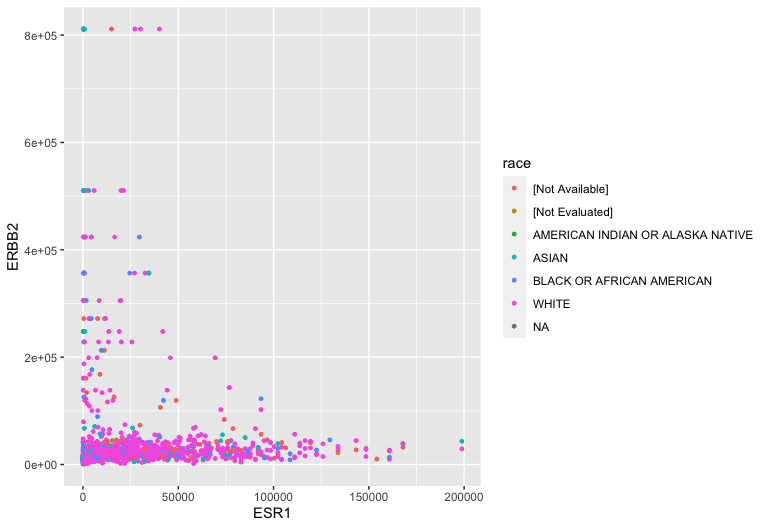 8e+05
6e+05
4e+05
2e+05
0e+00
ERBB2
0
50000
100000
150000
200000
ESR1
race
[Not Available]
[Not Evaluated]
AMERICAN INDIAN OR ALASKA NATIVE
ASIAN
BLACK OR AFRICAN AMERICAN
WHITE
NA